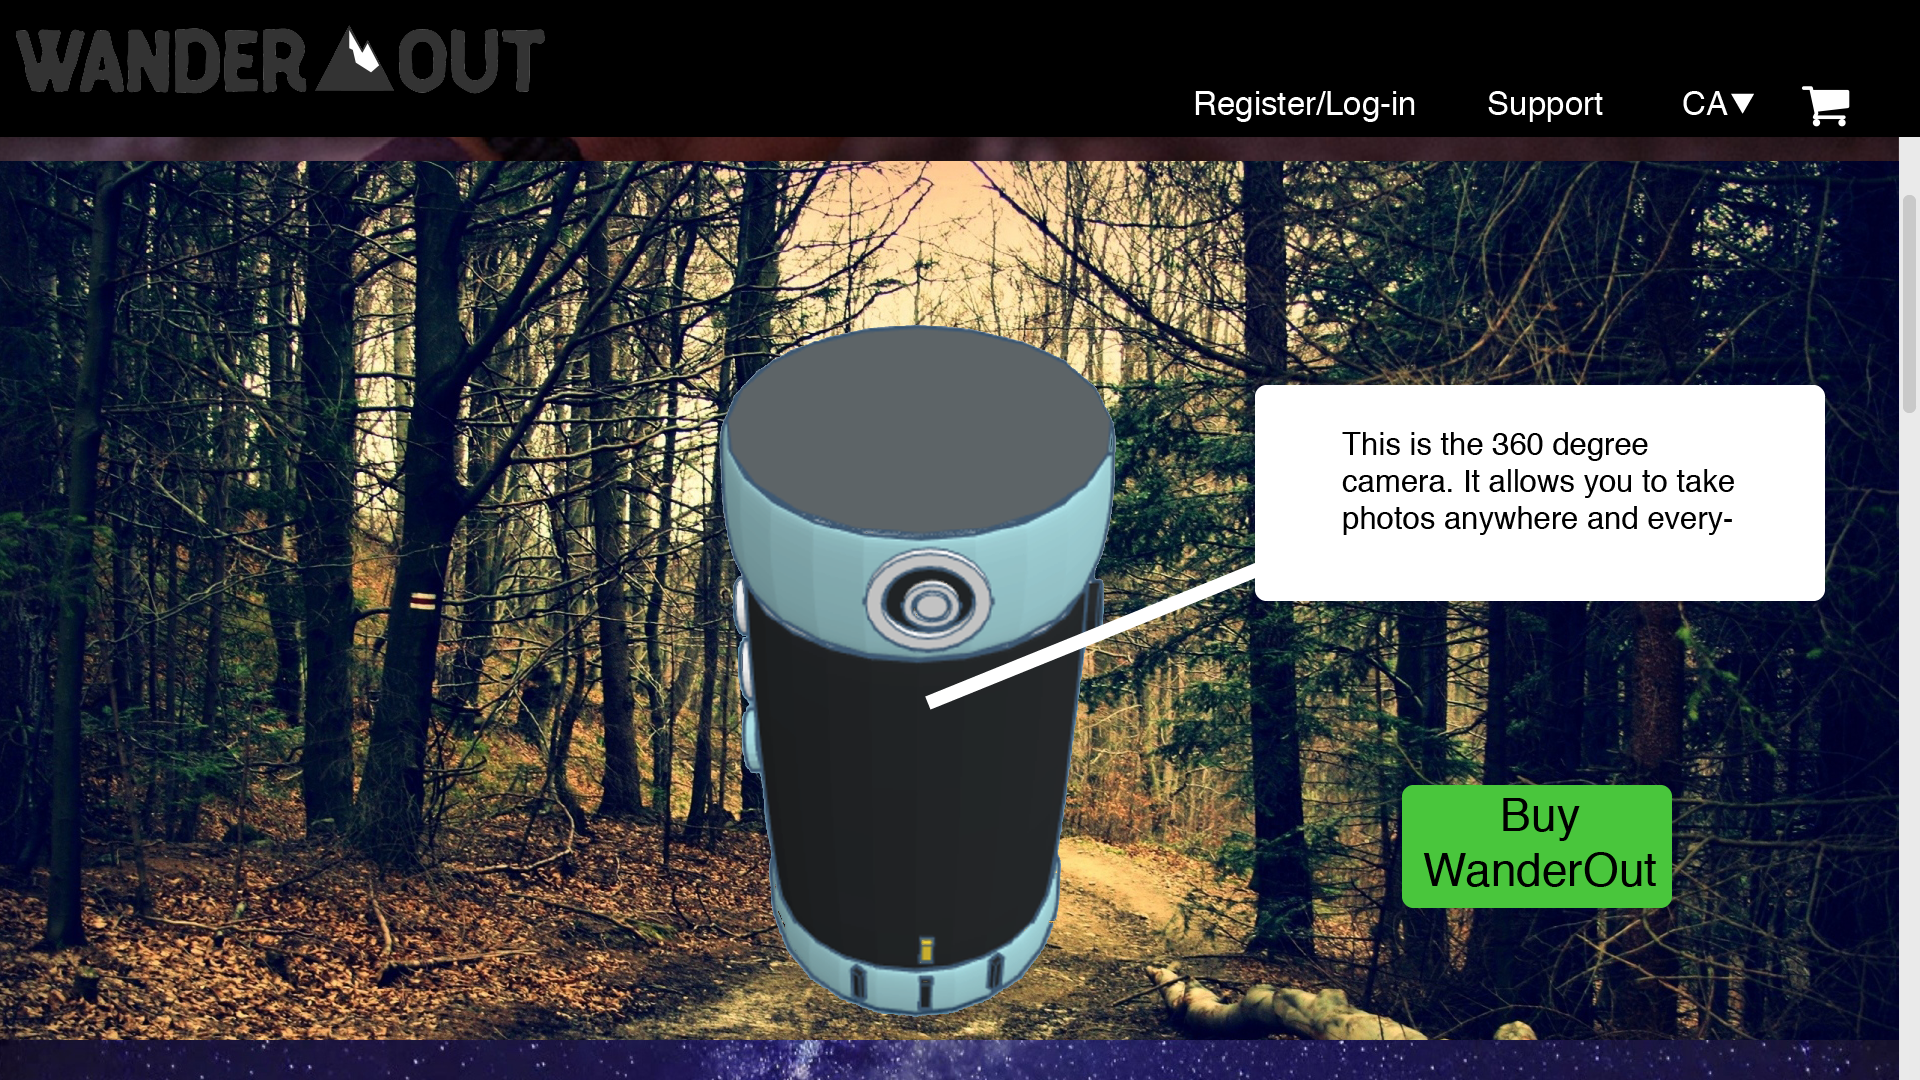 WANDER OUT
Register/Log-in Support CA▼
This is the 360 degree
camera. It allows you to take
photos anywhere and every-
Buy
WanderOut